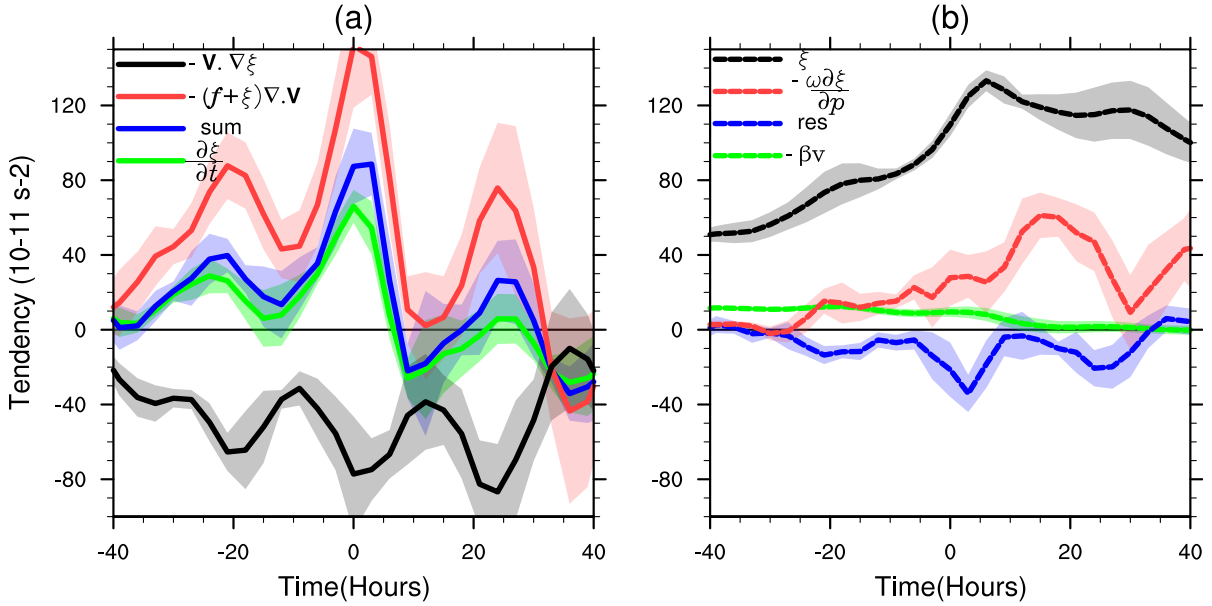 (a)
(b)
Tendency (10-11 s-2)
120
80
40
0
-40
-80
- V. ∇ξ
- (f+ξ)∇.V
sum
∂ξ
∂t
-40
-20
0
20
40
Time(Hours)
120
80
40
0
-40
-80
ξ
- ω∂ξ
∂p
res
- βv
-40
-20
0
20
40
Time(Hours)